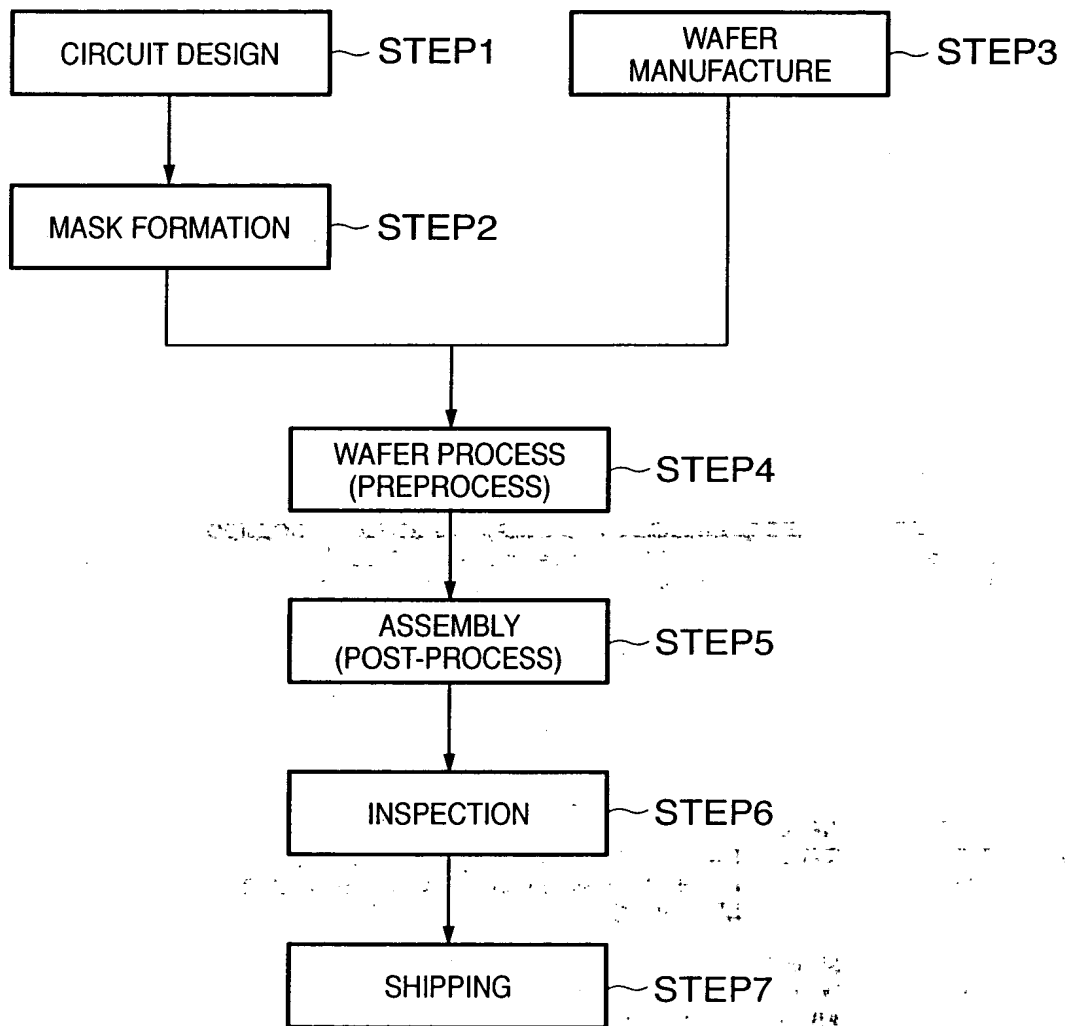 CIRCUIT DESIGN
STEP1
WAFER
MANUFACTURE
STEP3
MASK FORMATION
STEP2
WAFER PROCESS
(PREPROCESS)
STEP4
ASSEMBLY
(POST-PROCESS)
STEP5
INSPECTION
STEP6
SHIPPING
STEP7